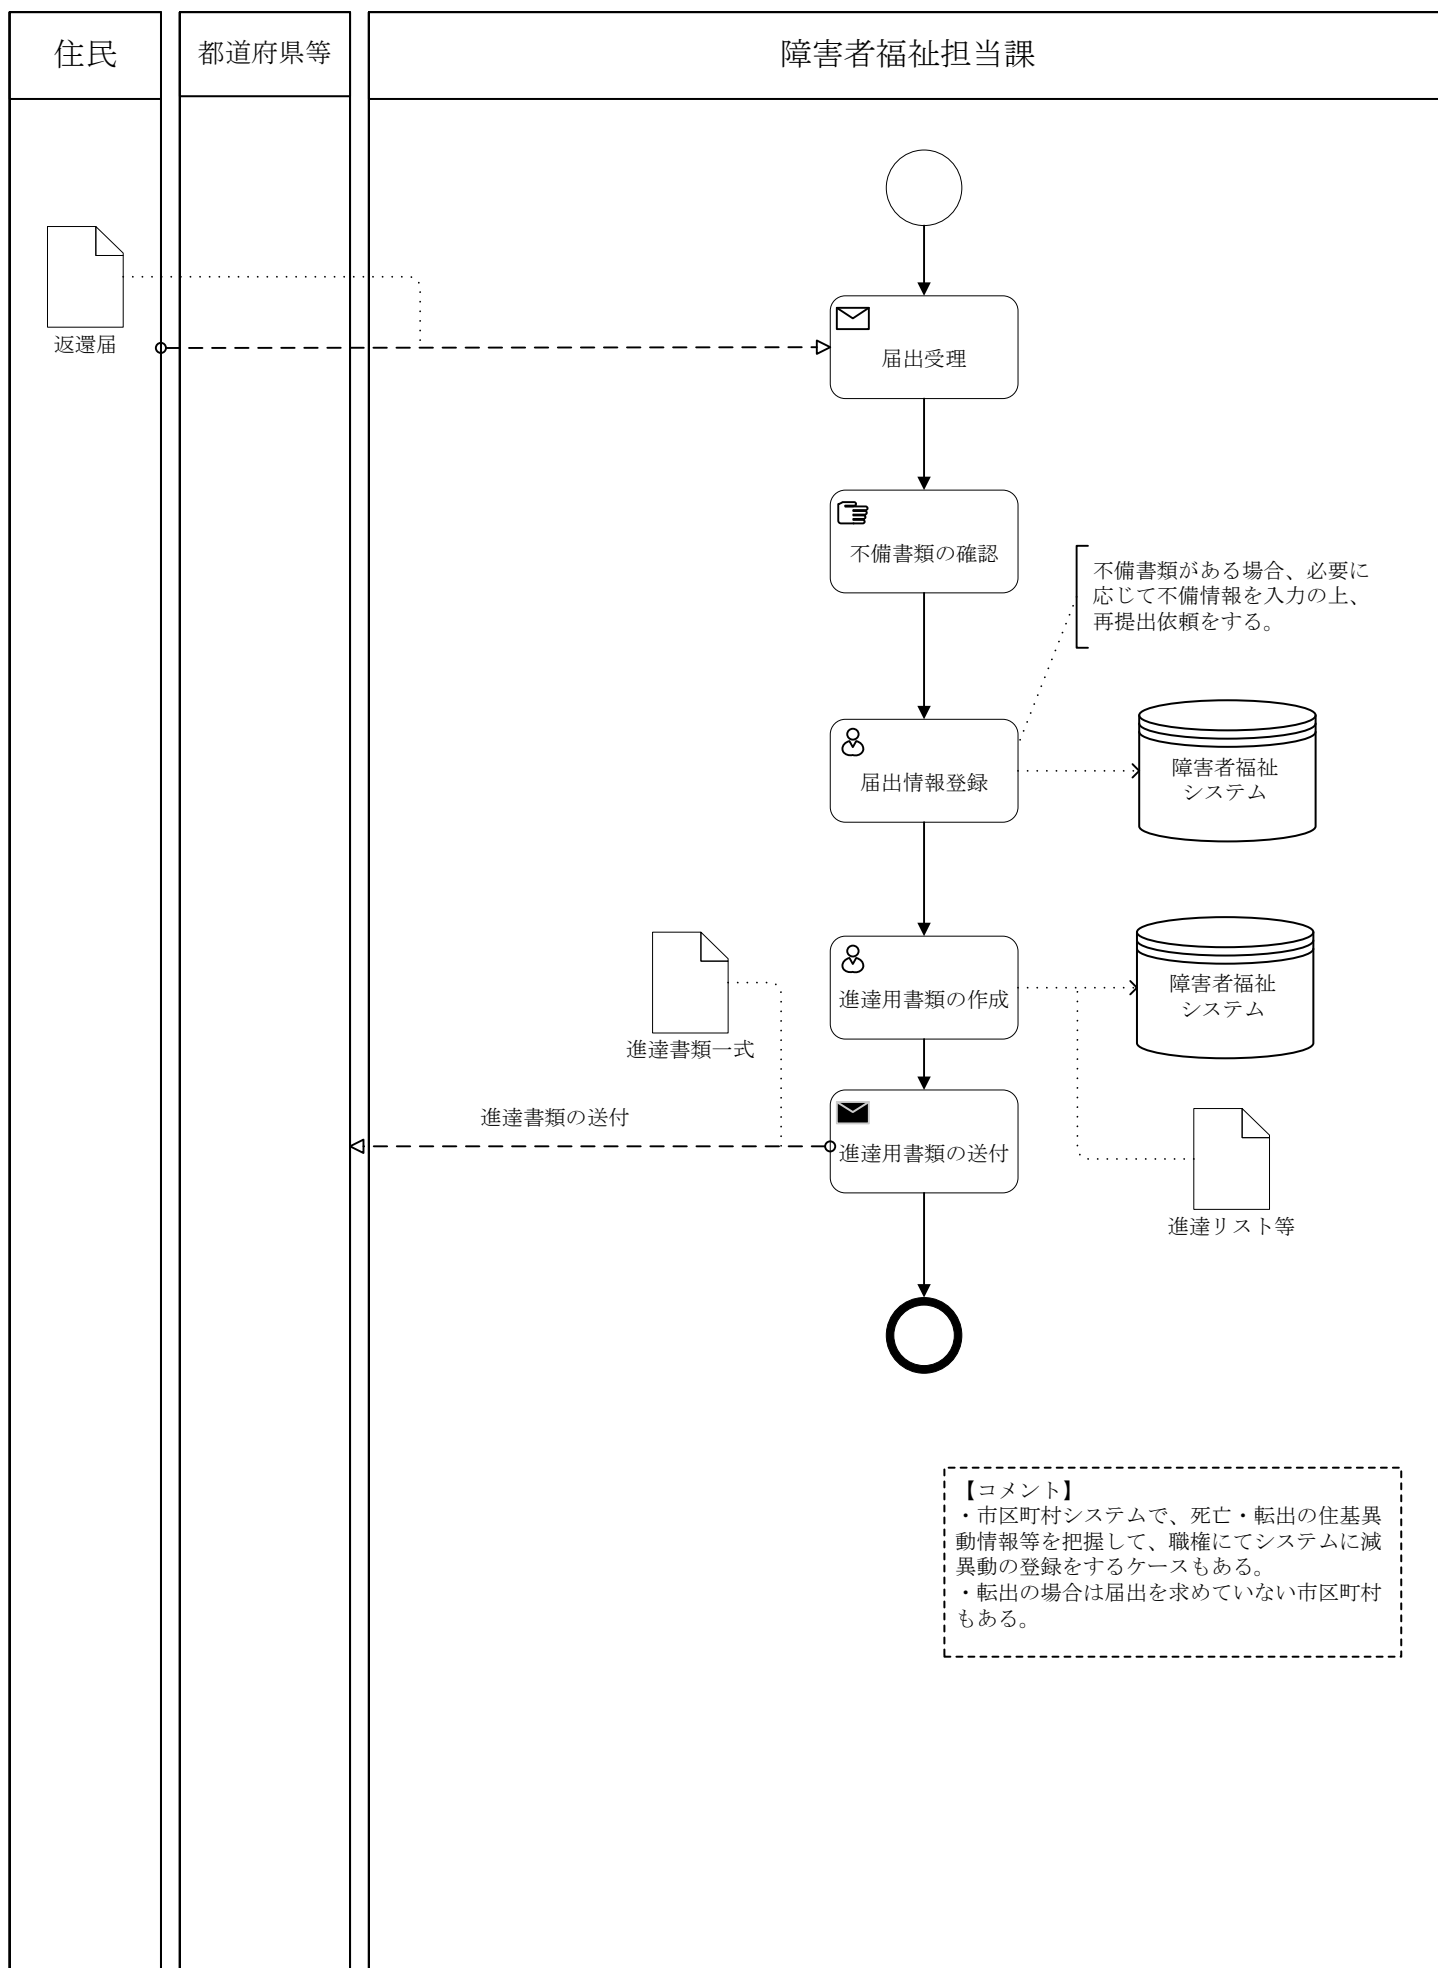 住民
都道府県等
障害者福祉担当課
返還届
届出受理
不備書類の確認
不備書類がある場合、必要に
応じて不備情報を入力の上、
再提出依頼をする。
届出情報登録
障害者福祉
システム
進達用書類の作成
障害者福祉
システム
進達書類一式
進達書類の送付
進達用書類の送付
進達リスト等
【コメント】
・市区町村システムで、死亡・転出の住基異
動情報等を把握して、職権にてシステムに減
異動の登録をするケースもある。
・転出の場合は届出を求めていない市区町村
もある。